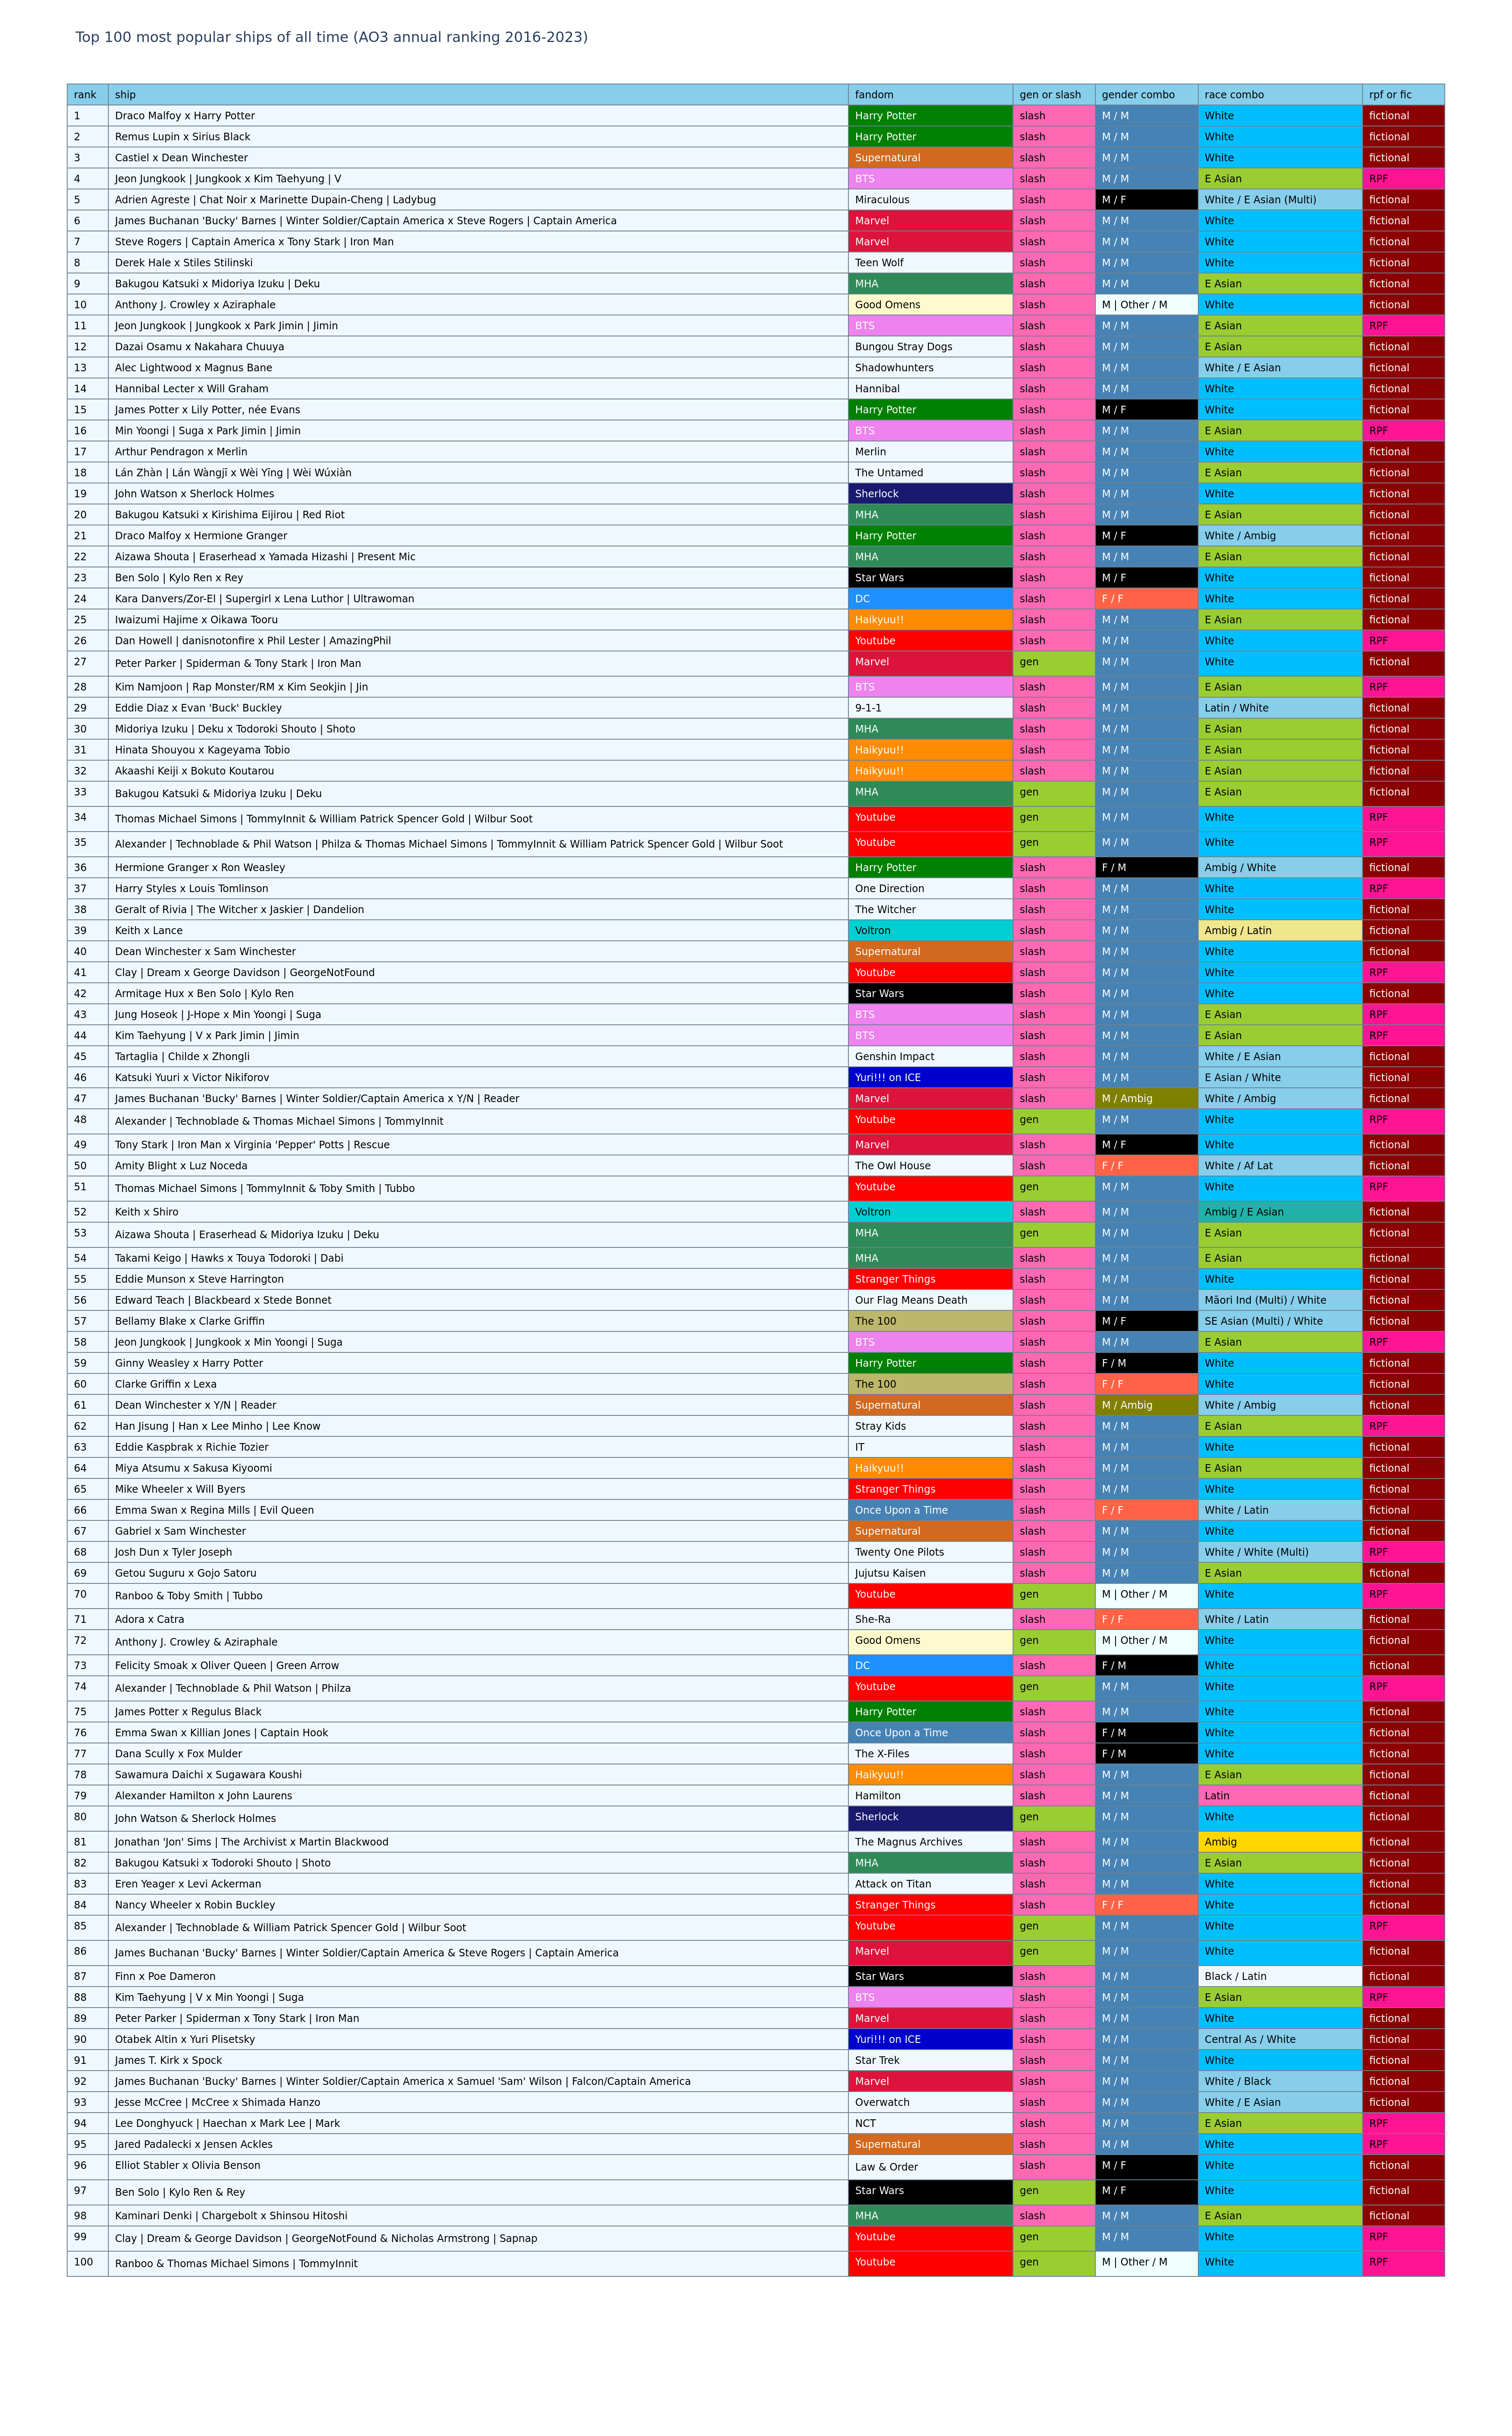 Top 100 most popular ships of all time (AO3 annual ranking 2016-2023)
rank ship fandom gen or slash gender combo race combo rpf or fic
1 Draco Malfoy x Harry Potter Harry Potter slash M / M White fictional
2 Remus Lupin x Sirius Black Harry Potter slash M / M White fictional
3 Castiel x Dean Winchester Supernatural slash M / M White fictional
4 Jeon Jungkook | Jungkook x Kim Taehyung | V BTS slash M / M E Asian RPF
5 Adrien Agreste | Chat Noir x Marinette Dupain-Cheng | Ladybug Miraculous slash M / F White / E Asian (Multi) fictional
6 James Buchanan 'Bucky' Barnes | Winter Soldier/Captain America x Steve Rogers | Captain America Marvel slash M / M White fictional
7 Steve Rogers | Captain America x Tony Stark | Iron Man Marvel slash M / M White fictional
8 Derek Hale x Stiles Stilinski Teen Wolf slash M / M White fictional
9 Bakugou Katsuki x Midoriya Izuku | Deku MHA slash M / M E Asian fictional
10 Anthony J. Crowley x Aziraphale Good Omens slash M | Other / M White fictional
11 Jeon Jungkook | Jungkook x Park Jimin | Jimin BTS slash M / M E Asian RPF
12 Dazai Osamu x Nakahara Chuuya Bungou Stray Dogs slash M / M E Asian fictional
13 Alec Lightwood x Magnus Bane Shadowhunters slash M / M White / E Asian fictional
14 Hannibal Lecter x Will Graham Hannibal slash M / M White fictional
15 James Potter x Lily Potter, née Evans Harry Potter slash M / F White fictional
16 Min Yoongi | Suga x Park Jimin | Jimin BTS slash M / M E Asian RPF
17 Arthur Pendragon x Merlin Merlin slash M / M White fictional
18 Lán Zhàn | Lán Wàngjī x Wèi Yīng | Wèi Wúxiàn The Untamed slash M / M E Asian fictional
19 John Watson x Sherlock Holmes Sherlock slash M / M White fictional
20 Bakugou Katsuki x Kirishima Eijirou | Red Riot MHA slash M / M E Asian fictional
21 Draco Malfoy x Hermione Granger Harry Potter slash M / F White / Ambig fictional
22 Aizawa Shouta | Eraserhead x Yamada Hizashi | Present Mic MHA slash M / M E Asian fictional
23 Ben Solo | Kylo Ren x Rey Star Wars slash M / F White fictional
24 Kara Danvers/Zor-El | Supergirl x Lena Luthor | Ultrawoman DC slash F / F White fictional
25 Iwaizumi Hajime x Oikawa Tooru Haikyuu!! slash M / M E Asian fictional
26 Dan Howell | danisnotonfire x Phil Lester | AmazingPhil Youtube slash M / M White RPF
27 Peter Parker | Spiderman & Tony Stark | Iron Man Marvel gen M / M White fictional
28 Kim Namjoon | Rap Monster/RM x Kim Seokjin | Jin BTS slash M / M E Asian RPF
29 Eddie Diaz x Evan 'Buck' Buckley 9-1-1 slash M / M Latin / White fictional
30 Midoriya Izuku | Deku x Todoroki Shouto | Shoto MHA slash M / M E Asian fictional
31 Hinata Shouyou x Kageyama Tobio Haikyuu!! slash M / M E Asian fictional
32 Akaashi Keiji x Bokuto Koutarou Haikyuu!! slash M / M E Asian fictional
33 Bakugou Katsuki & Midoriya Izuku | Deku MHA gen M / M E Asian fictional
34 Thomas Michael Simons | TommyInnit & William Patrick Spencer Gold | Wilbur Soot Youtube gen M / M White RPF
35 Alexander | Technoblade & Phil Watson | Philza & Thomas Michael Simons | TommyInnit & William Patrick Spencer Gold | Wilbur Soot Youtube gen M / M White RPF
36 Hermione Granger x Ron Weasley Harry Potter slash F / M Ambig / White fictional
37 Harry Styles x Louis Tomlinson One Direction slash M / M White RPF
38 Geralt of Rivia | The Witcher x Jaskier | Dandelion The Witcher slash M / M White fictional
39 Keith x Lance Voltron slash M / M Ambig / Latin fictional
40 Dean Winchester x Sam Winchester Supernatural slash M / M White fictional
41 Clay | Dream x George Davidson | GeorgeNotFound Youtube slash M / M White RPF
42 Armitage Hux x Ben Solo | Kylo Ren Star Wars slash M / M White fictional
43 Jung Hoseok | J-Hope x Min Yoongi | Suga BTS slash M / M E Asian RPF
44 Kim Taehyung | V x Park Jimin | Jimin BTS slash M / M E Asian RPF
45 Tartaglia | Childe x Zhongli Genshin Impact slash M / M White / E Asian fictional
46 Katsuki Yuuri x Victor Nikiforov Yuri!!! on ICE slash M / M E Asian / White fictional
47 James Buchanan 'Bucky' Barnes | Winter Soldier/Captain America x Y/N | Reader Marvel slash M / Ambig White / Ambig fictional
48 Alexander | Technoblade & Thomas Michael Simons | TommyInnit Youtube gen M / M White RPF
49 Tony Stark | Iron Man x Virginia 'Pepper' Potts | Rescue Marvel slash M / F White fictional
50 Amity Blight x Luz Noceda The Owl House slash F / F White / Af Lat fictional
51 Thomas Michael Simons | TommyInnit & Toby Smith | Tubbo Youtube gen M / M White RPF
52 Keith x Shiro Voltron slash M / M Ambig / E Asian fictional
53 Aizawa Shouta | Eraserhead & Midoriya Izuku | Deku MHA gen M / M E Asian fictional
54 Takami Keigo | Hawks x Touya Todoroki | Dabi MHA slash M / M E Asian fictional
55 Eddie Munson x Steve Harrington Stranger Things slash M / M White fictional
56 Edward Teach | Blackbeard x Stede Bonnet Our Flag Means Death slash M / M Māori Ind (Multi) / White fictional
57 Bellamy Blake x Clarke Griffin The 100 slash M / F SE Asian (Multi) / White fictional
58 Jeon Jungkook | Jungkook x Min Yoongi | Suga BTS slash M / M E Asian RPF
59 Ginny Weasley x Harry Potter Harry Potter slash F / M White fictional
60 Clarke Griffin x Lexa The 100 slash F / F White fictional
61 Dean Winchester x Y/N | Reader Supernatural slash M / Ambig White / Ambig fictional
62 Han Jisung | Han x Lee Minho | Lee Know Stray Kids slash M / M E Asian RPF
63 Eddie Kaspbrak x Richie Tozier IT slash M / M White fictional
64 Miya Atsumu x Sakusa Kiyoomi Haikyuu!! slash M / M E Asian fictional
65 Mike Wheeler x Will Byers Stranger Things slash M / M White fictional
66 Emma Swan x Regina Mills | Evil Queen Once Upon a Time slash F / F White / Latin fictional
67 Gabriel x Sam Winchester Supernatural slash M / M White fictional
68 Josh Dun x Tyler Joseph Twenty One Pilots slash M / M White / White (Multi) RPF
69 Getou Suguru x Gojo Satoru Jujutsu Kaisen slash M / M E Asian fictional
70 Ranboo & Toby Smith | Tubbo Youtube gen M | Other / M White RPF
71 Adora x Catra She-Ra slash F / F White / Latin fictional
72 Anthony J. Crowley & Aziraphale Good Omens gen M | Other / M White fictional
73 Felicity Smoak x Oliver Queen | Green Arrow DC slash F / M White fictional
74 Alexander | Technoblade & Phil Watson | Philza Youtube gen M / M White RPF
75 James Potter x Regulus Black Harry Potter slash M / M White fictional
76 Emma Swan x Killian Jones | Captain Hook Once Upon a Time slash F / M White fictional
77 Dana Scully x Fox Mulder The X-Files slash F / M White fictional
78 Sawamura Daichi x Sugawara Koushi Haikyuu!! slash M / M E Asian fictional
79 Alexander Hamilton x John Laurens Hamilton slash M / M Latin fictional
80 John Watson & Sherlock Holmes Sherlock gen M / M White fictional
81 Jonathan 'Jon' Sims | The Archivist x Martin Blackwood The Magnus Archives slash M / M Ambig fictional
82 Bakugou Katsuki x Todoroki Shouto | Shoto MHA slash M / M E Asian fictional
83 Eren Yeager x Levi Ackerman Attack on Titan slash M / M White fictional
84 Nancy Wheeler x Robin Buckley Stranger Things slash F / F White fictional
85 Alexander | Technoblade & William Patrick Spencer Gold | Wilbur Soot Youtube gen M / M White RPF
86 James Buchanan 'Bucky' Barnes | Winter Soldier/Captain America & Steve Rogers | Captain America Marvel gen M / M White fictional
87 Finn x Poe Dameron Star Wars slash M / M Black / Latin fictional
88 Kim Taehyung | V x Min Yoongi | Suga BTS slash M / M E Asian RPF
89 Peter Parker | Spiderman x Tony Stark | Iron Man Marvel slash M / M White fictional
90 Otabek Altin x Yuri Plisetsky Yuri!!! on ICE slash M / M Central As / White fictional
91 James T. Kirk x Spock Star Trek slash M / M White fictional
92 James Buchanan 'Bucky' Barnes | Winter Soldier/Captain America x Samuel 'Sam' Wilson | Falcon/Captain America Marvel slash M / M White / Black fictional
93 Jesse McCree | McCree x Shimada Hanzo Overwatch slash M / M White / E Asian fictional
94 Lee Donghyuck | Haechan x Mark Lee | Mark NCT slash M / M E Asian RPF
95 Jared Padalecki x Jensen Ackles Supernatural slash M / M White RPF
96 Elliot Stabler x Olivia Benson Law & Order slash M / F White fictional
97 Ben Solo | Kylo Ren & Rey Star Wars gen M / F White fictional
98 Kaminari Denki | Chargebolt x Shinsou Hitoshi MHA slash M / M E Asian fictional
99 Clay | Dream & George Davidson | GeorgeNotFound & Nicholas Armstrong | Sapnap Youtube gen M / M White RPF
100 Ranboo & Thomas Michael Simons | TommyInnit Youtube gen M | Other / M White RPF